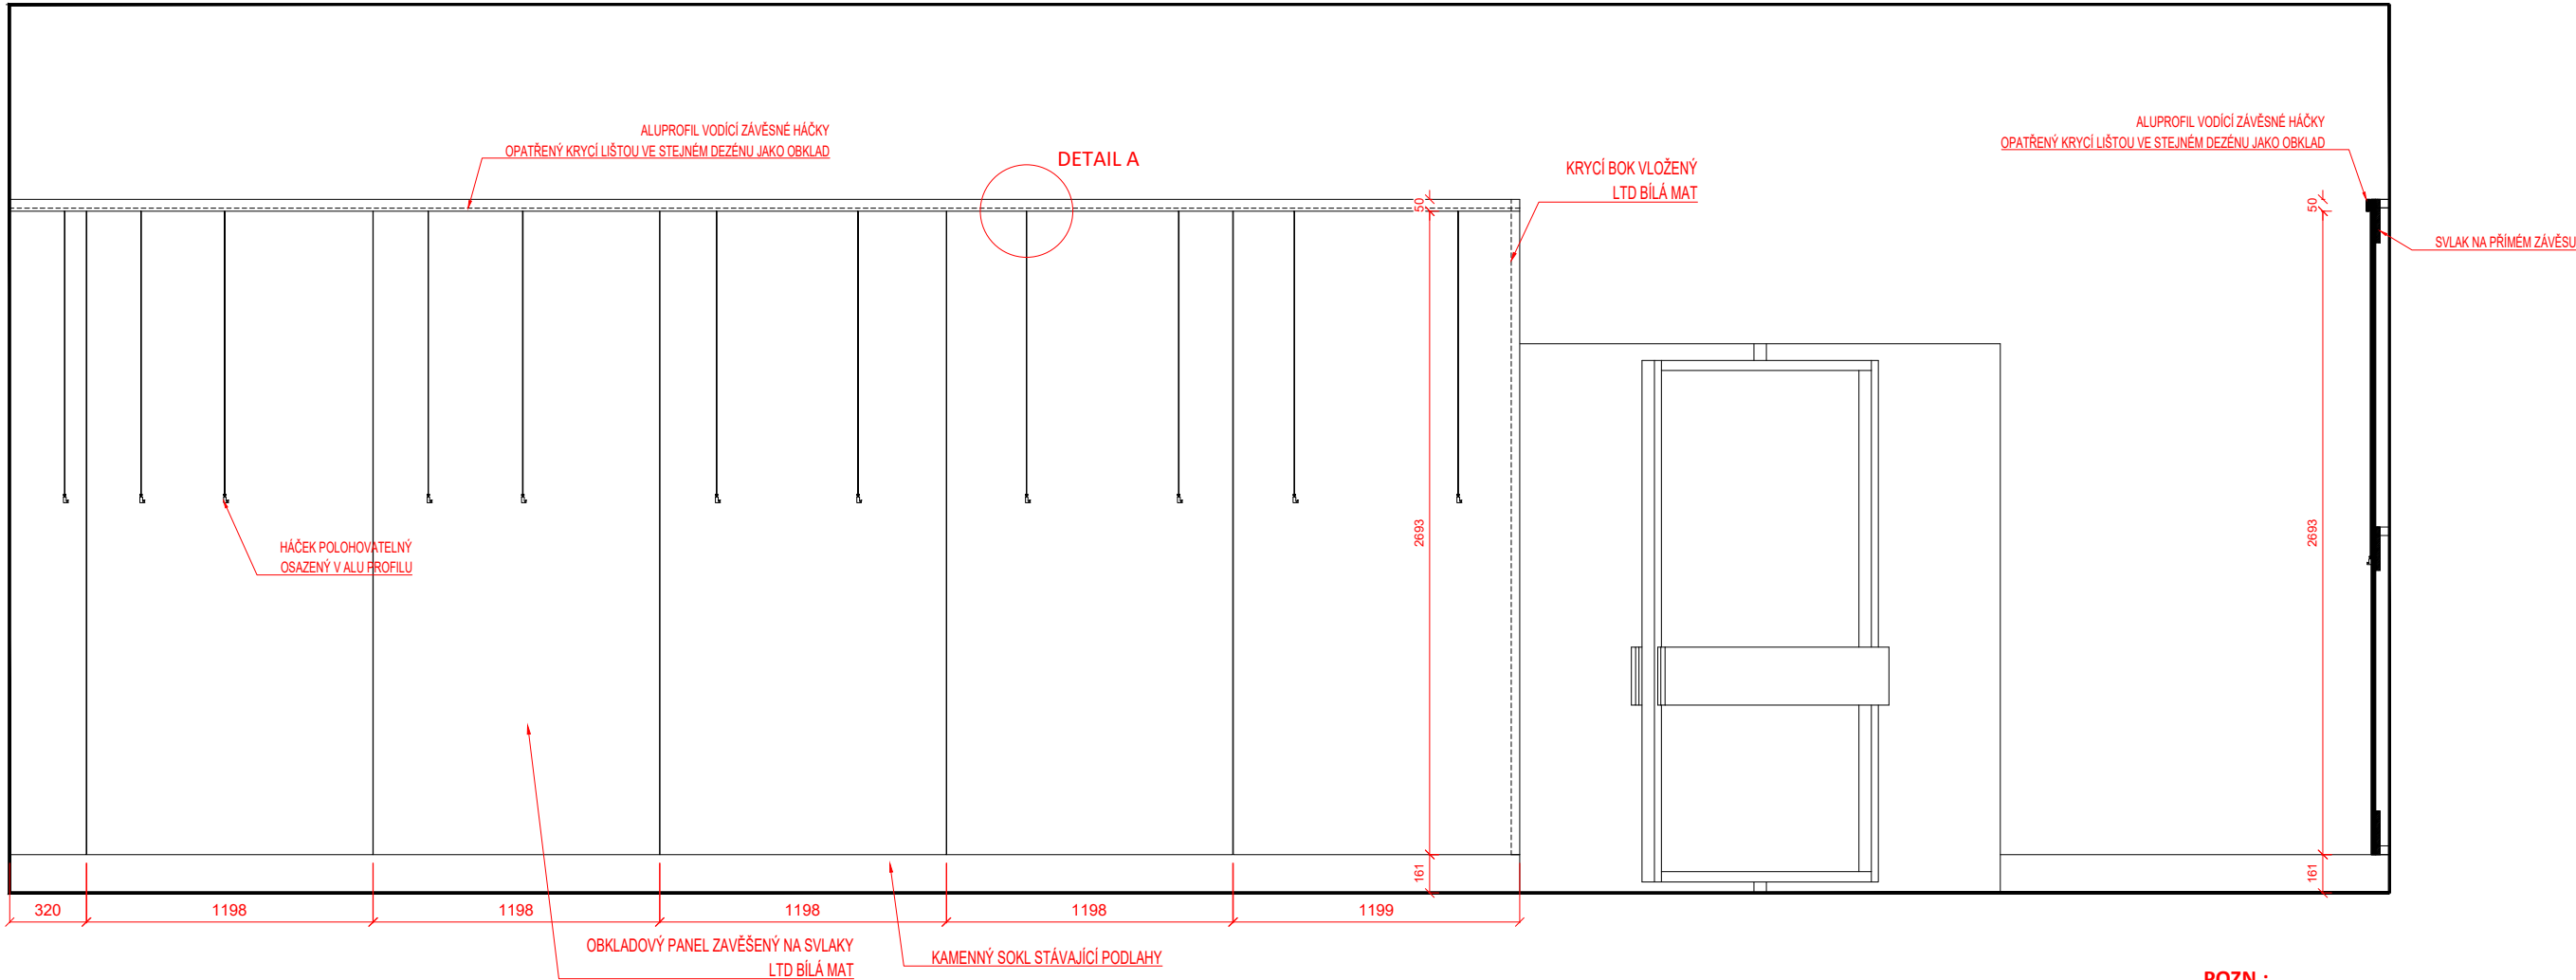 ALUPROFIL VODÍCÍ ZÁVĚSNÉ HÁČKY
OPATŘENÝ KRYCÍ LIŠTOU VE STEJNÉM DEZÉNU JAKO OBKLAD
DETAIL A
KRYCÍ BOK VLOŽENÝ
LTD BÍLÁ MAT
ALUPROFIL VODÍCÍ ZÁVĚSNÉ HÁČKY
OPATŘENÝ KRYCÍ LIŠTOU VE STEJNÉM DEZÉNU JAKO OBKLAD
50
50
SVLAK NA PŘÍMÉM ZÁVĚSU
2693
2693
HÁČEK POLOHOVATELNÝ
OSAZENÝ V ALU PROFILU
161
161
320
1198
1198
1198
1198
1199
OBKLADOVÝ PANEL ZAVĚŠENÝ NA SVLAKY
LTD BÍLÁ MAT
KAMENNÝ SOKL STÁVAJÍCÍ PODLAHY
POZN.: